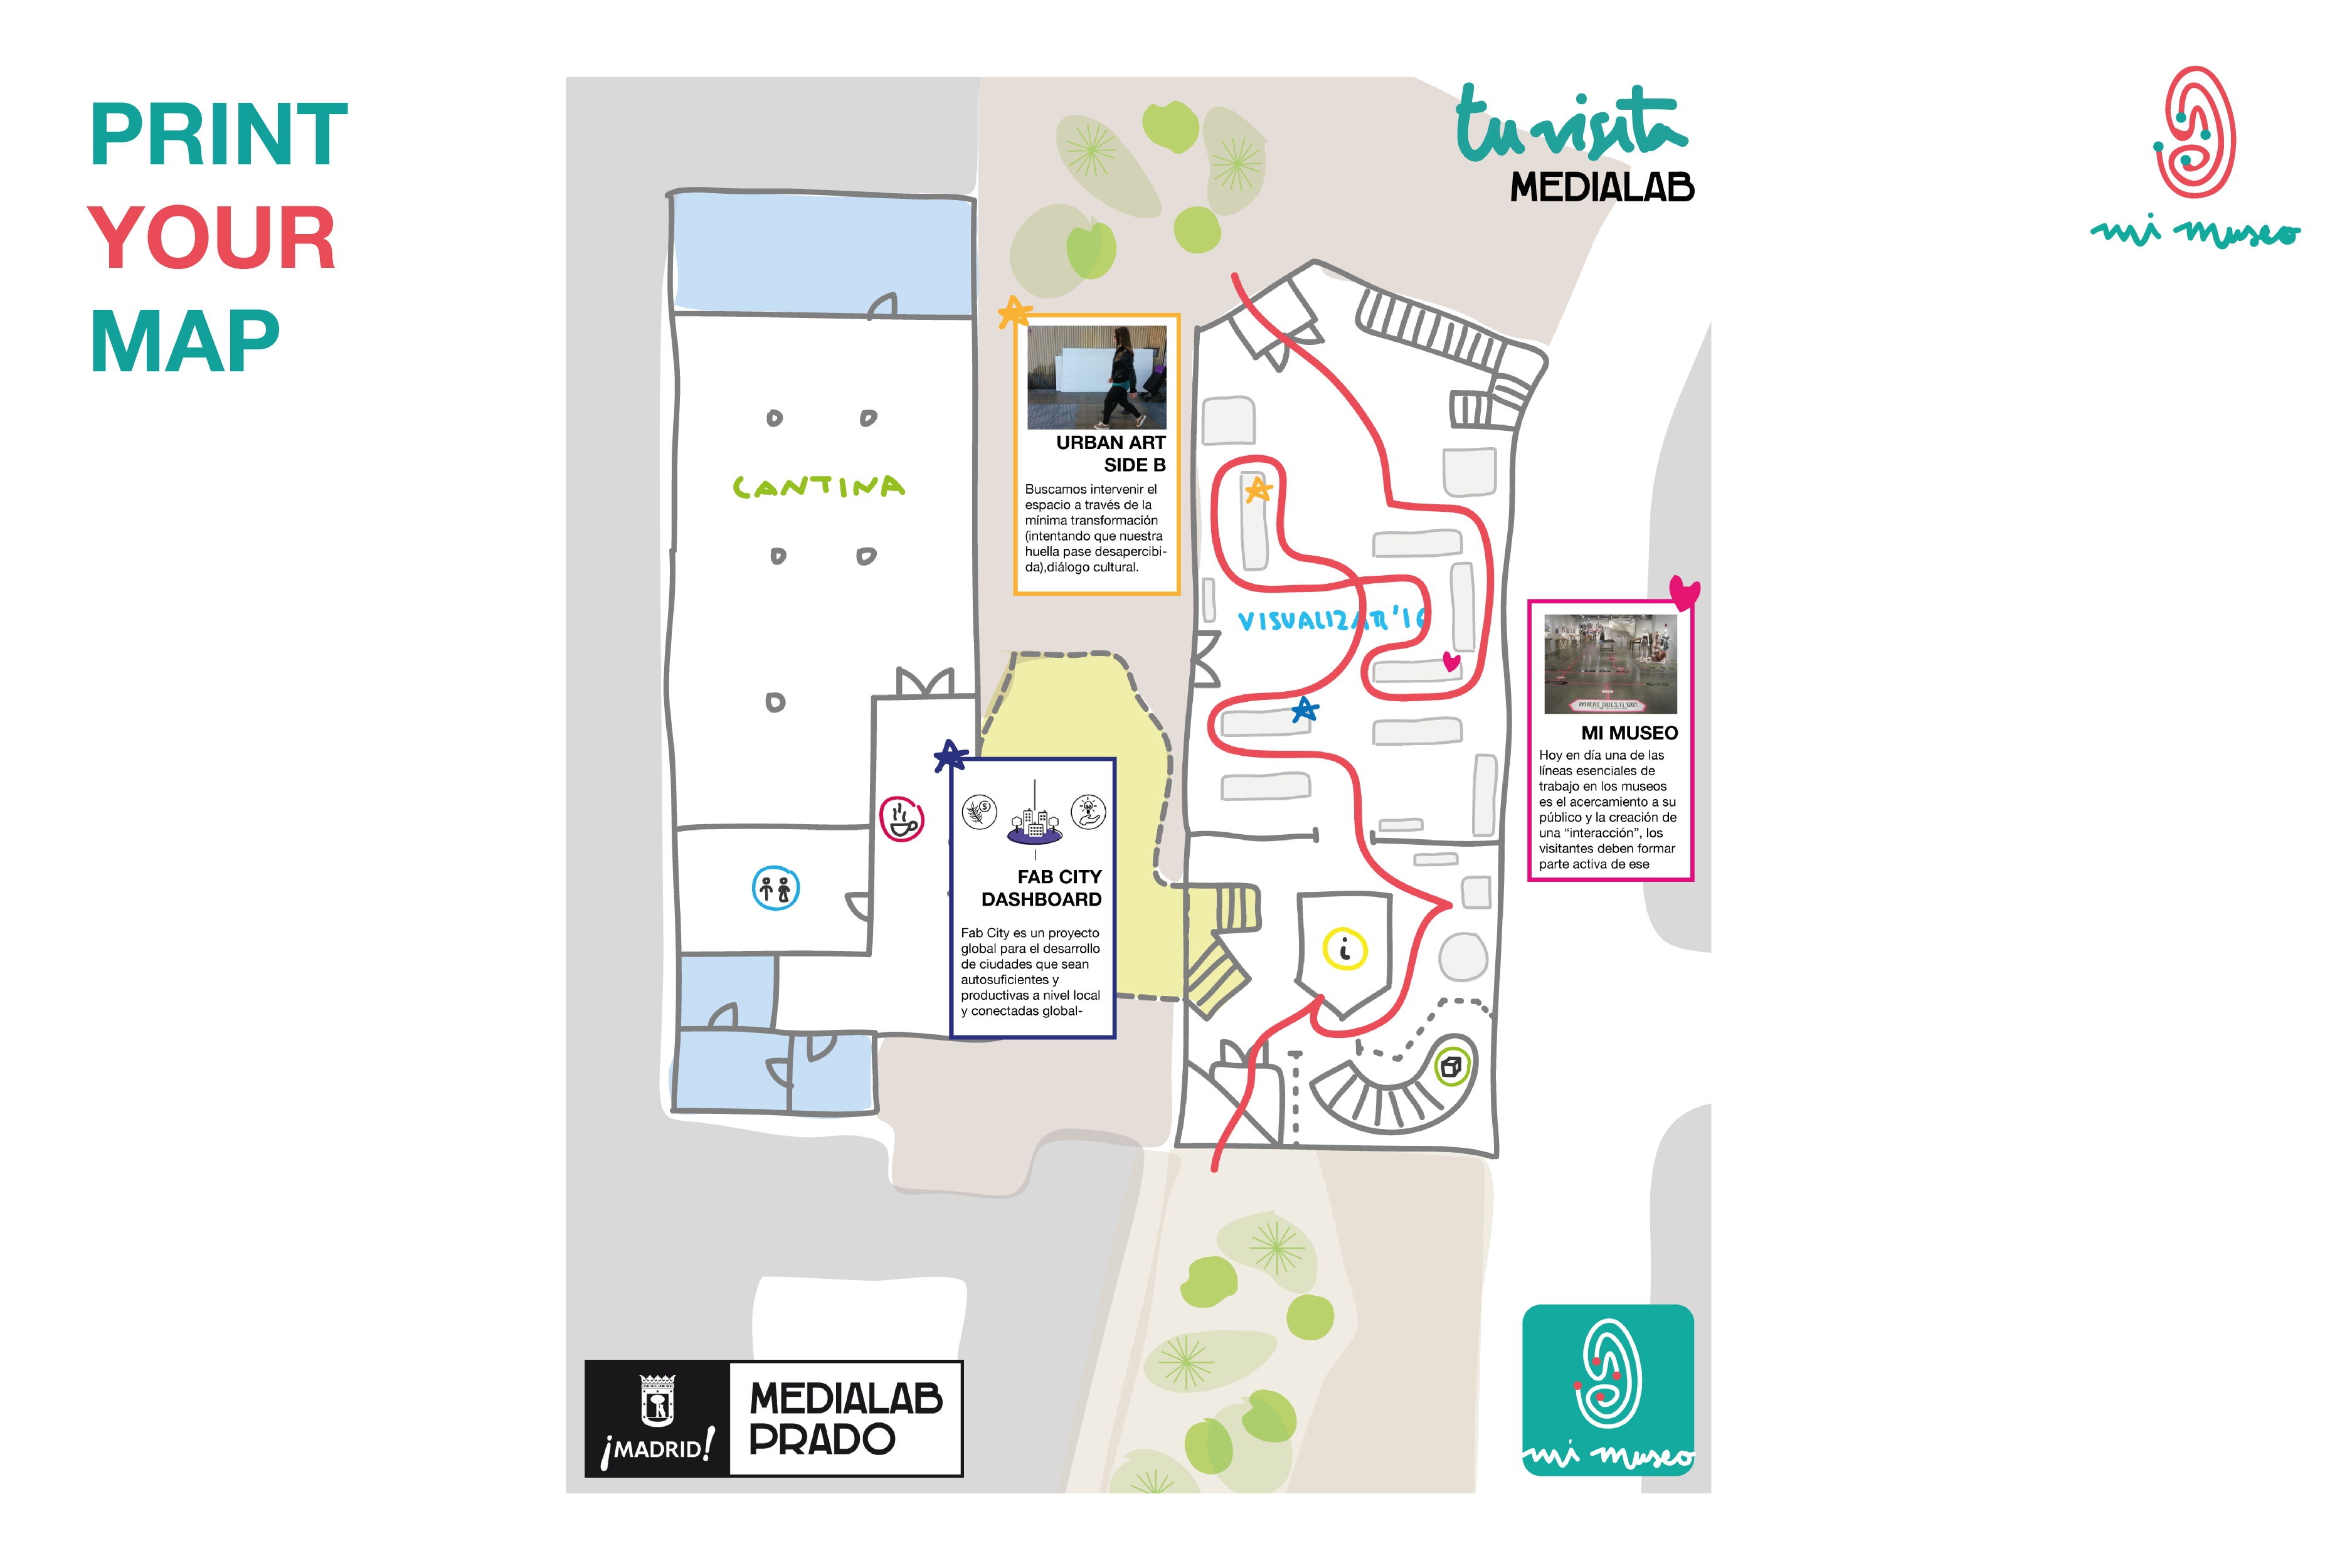 PRINT
YOUR
MAP
tu visita
MEDIALAB
mi museo
CANTINA
URBAN ART
SIDE B
Buscamos intervenir el
espacio a través de la
mínima transformación
(intentando que nuestra
huella pase desapercibi-
da),diálogo cultural.
VISUALIZAR'16
MI MUSEO
Hoy en día una de las
líneas esenciales de
trabajo en los museos
es el acercamiento a su
público y la creación de
una “interacción”, los
visitantes deben formar
parte activa de ese
$
FAB CITY
DASHBOARD
Fab City es un proyecto
global para el desarrollo
de ciudades que sean
autosuficientes y
productivas a nivel local
y conectadas global-
i
¡MADRID!
MEDIALAB
PRADO
mi museo